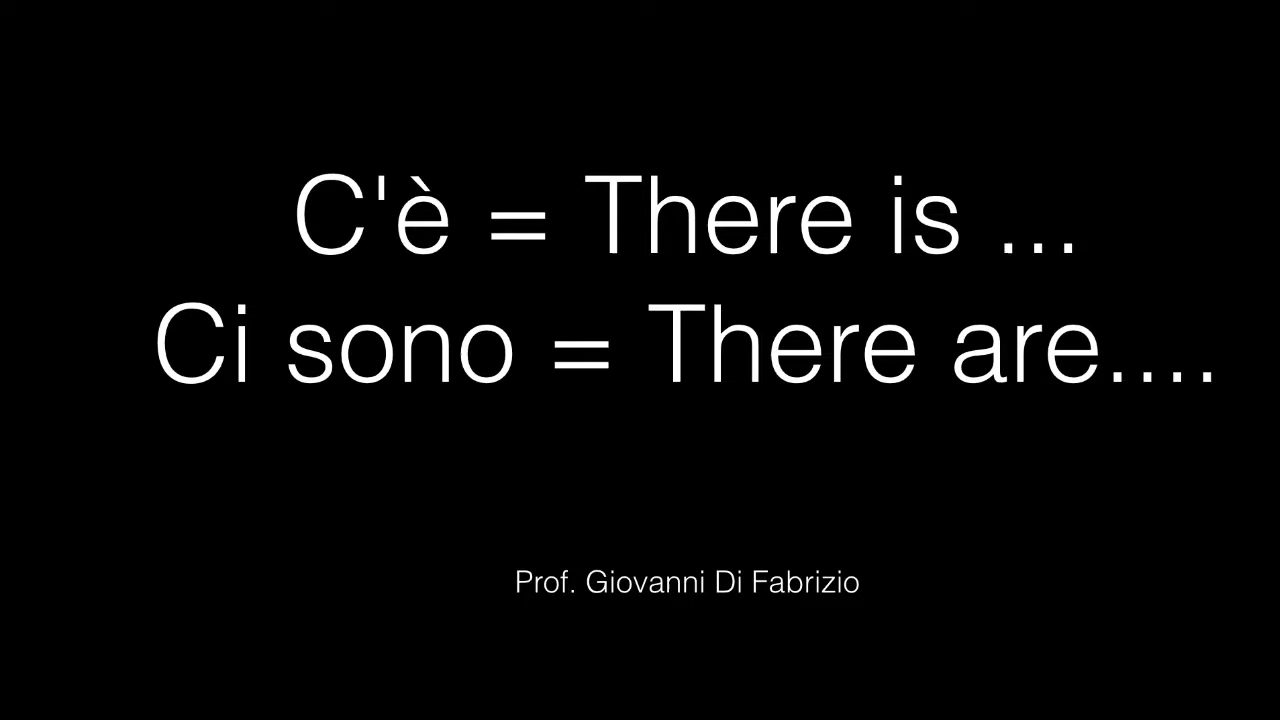 C'è = There is ...
Ci sono = There are....
Prof. Giovanni Di Fabrizio